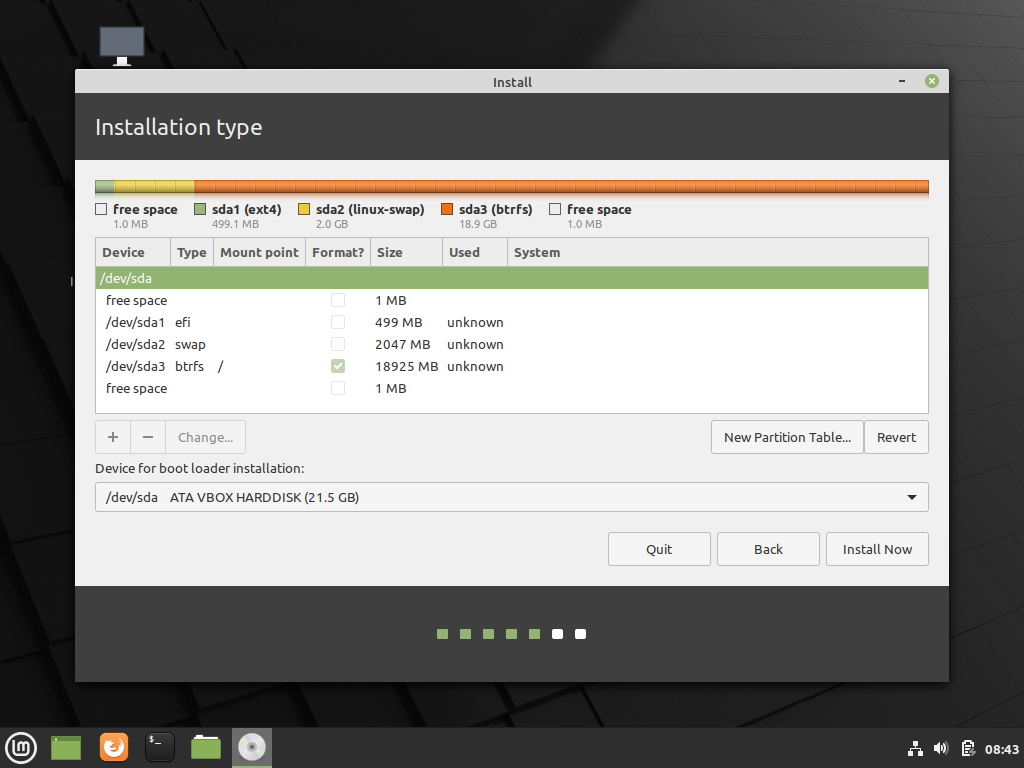 Install
Installation type
free space sda1 (ext4) sda2 (linux-swap) sda3 (btrfs) free space
1.0 MB 499.1 MB 2.0 GB 18.9 GB 1.0 MB
Device Type Mount point Format? Size Used System
/dev/sda
free space 1 MB
/dev/sda1 efi 499 MB unknown
/dev/sda2 swap 2047 MB unknown
/dev/sda3 btrfs / 18925 MB unknown
free space 1 MB
+ − Change... New Partition Table... Revert
Device for boot loader installation:
/dev/sda ATA VBOX HARDDISK (21.5 GB)
Quit Back Install Now
08:43